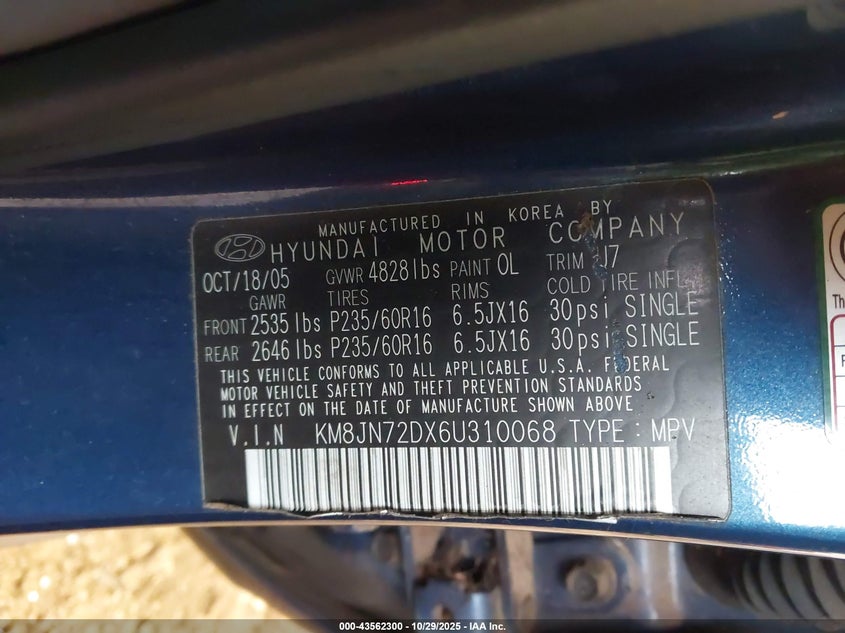 MANUFACTURED IN KOREA BY
HYUNDAI MOTOR COMPANY
OCT/18/05 GVWR 4828lbs PAINT OL TRIM J7
GAWR TIRES RIMS COLD TIRE INFL.
FRONT 2535lbs P235/60R16 6.5JX16 30psi SINGLE
REAR 2646lbs P235/60R16 6.5JX16 30psi SINGLE
THIS VEHICLE CONFORMS TO ALL APPLICABLE U.S.A. FEDERAL
MOTOR VEHICLE SAFETY AND THEFT PREVENTION STANDARDS
IN EFFECT ON THE DATE OF MANUFACTURE SHOWN ABOVE
V.I.N KM8JN72DX6U310068 TYPE : MPV
000-43562300 - 10/29/2025 - IAA Inc.